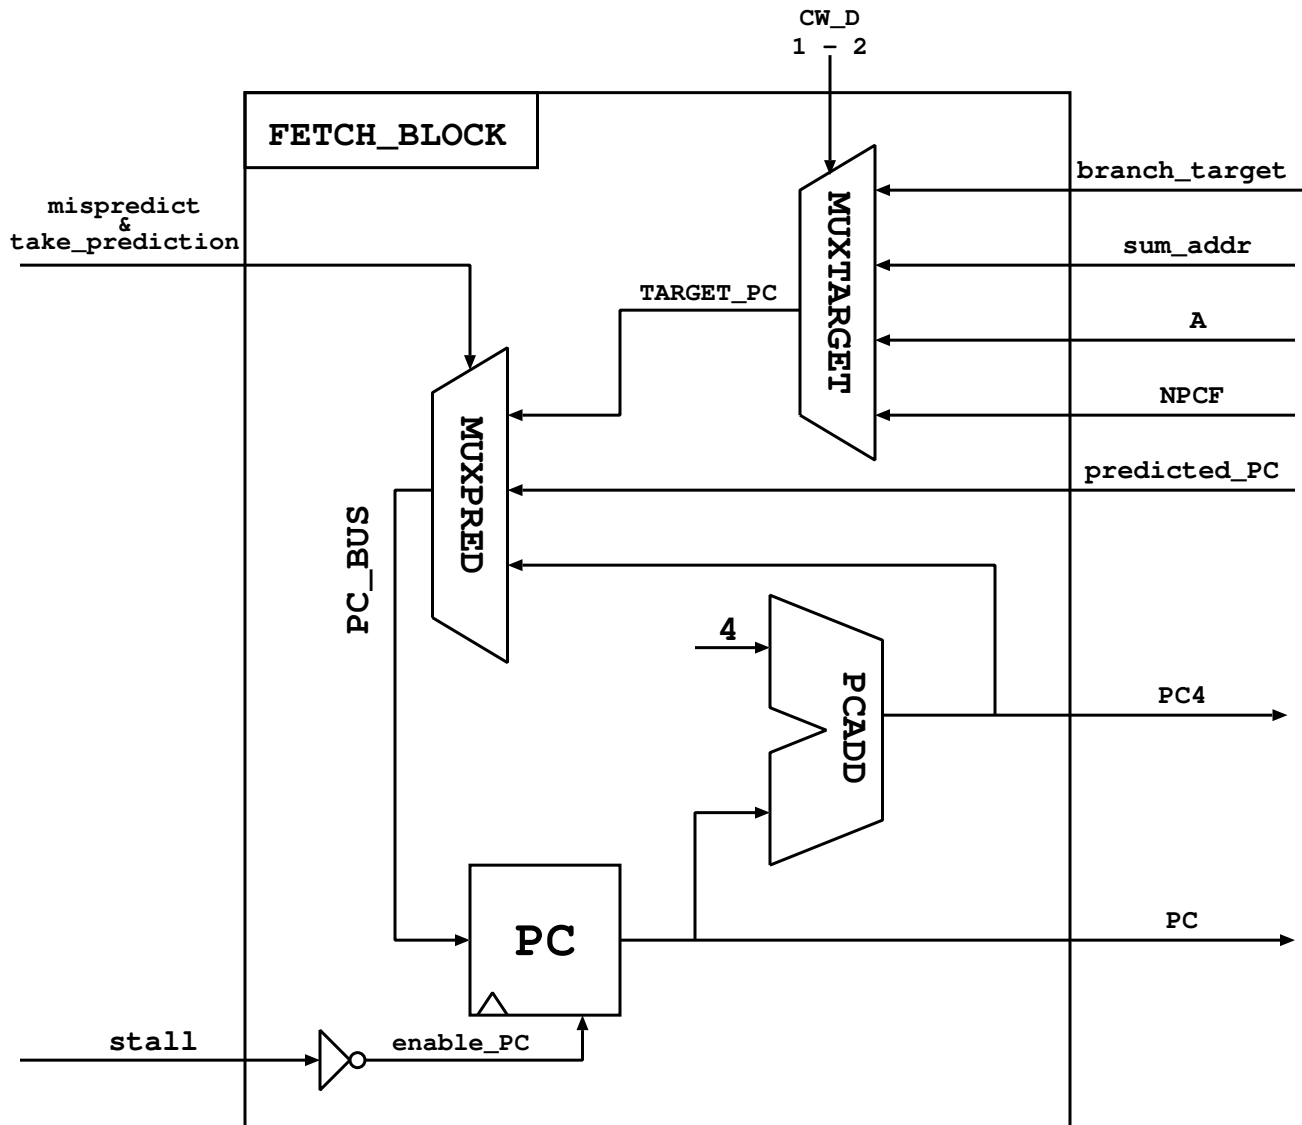 CW_D
1 - 2
FETCH_BLOCK
branch_target
mispredict
&
take_prediction
MUXTARGET
sum_addr
TARGET_PC
A
NPCF
MUXPRED
predicted_PC
PC_BUS
4
PCADD
PC4
PC
PC
stall
enable_PC